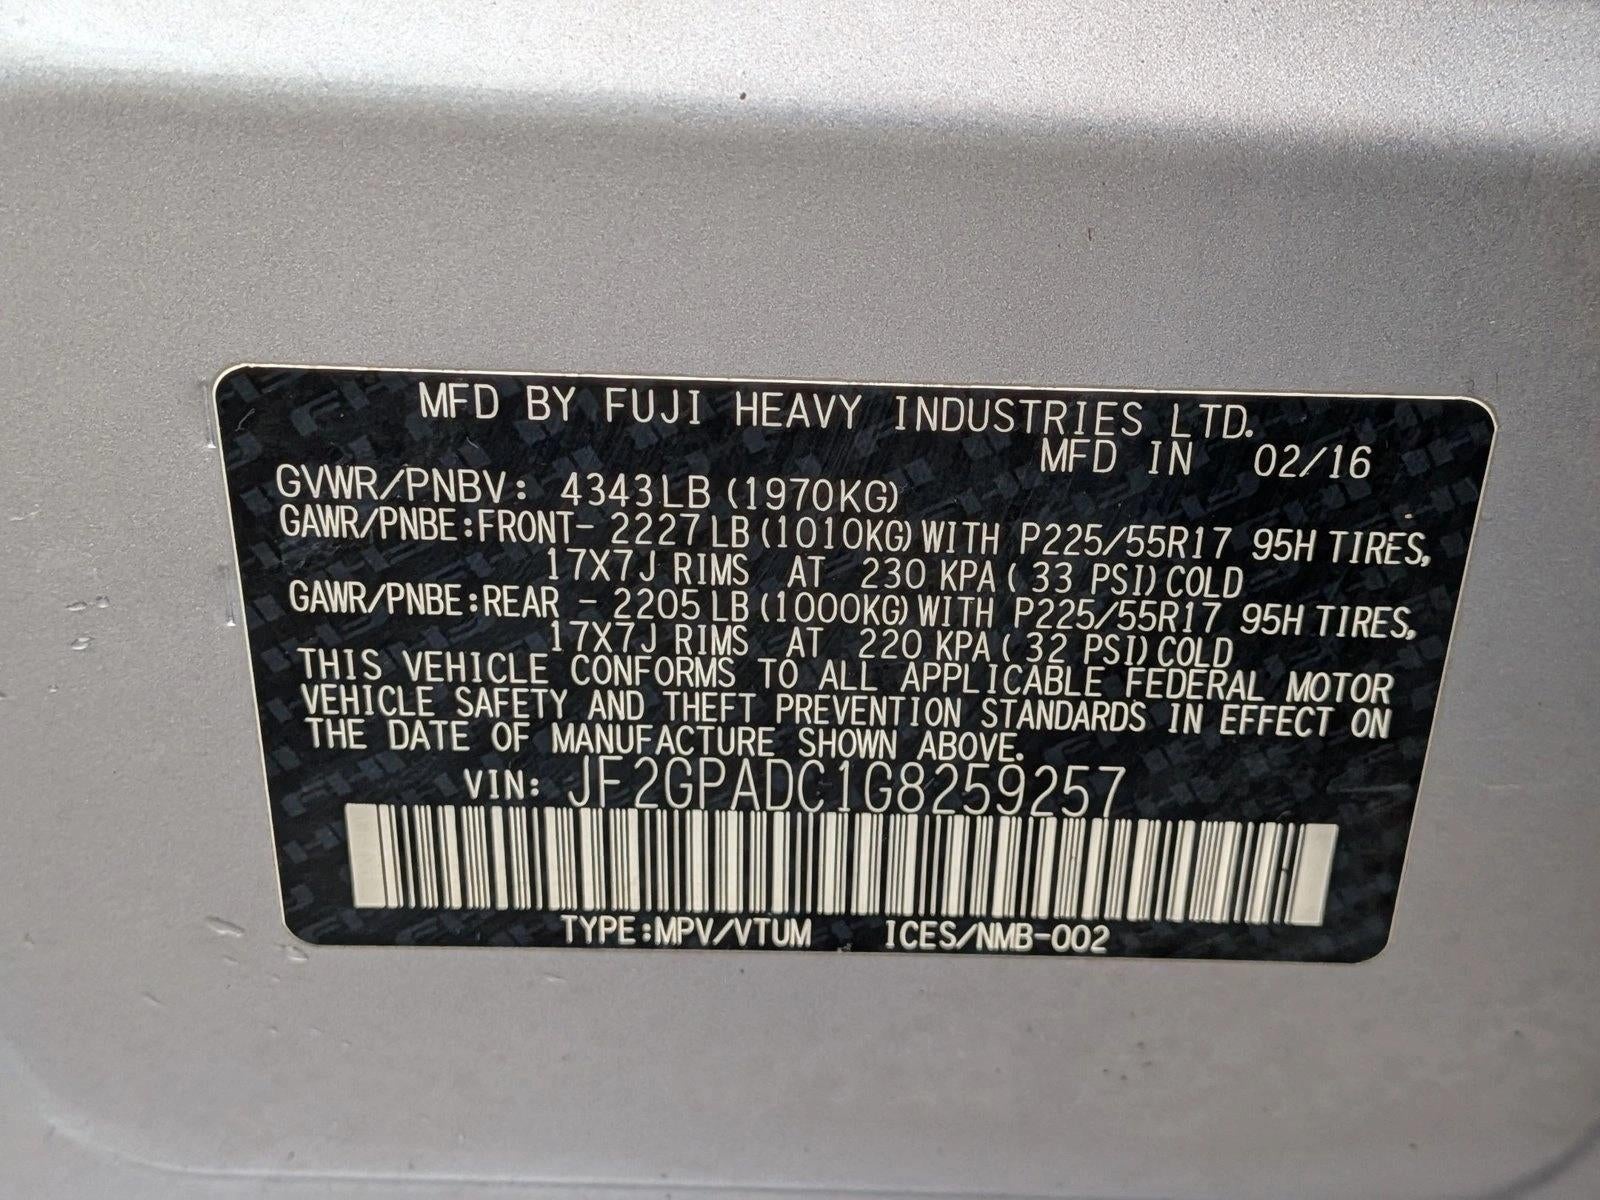 MFD BY FUJI HEAVY INDUSTRIES LTD.
MFD IN 02/16
GVWR/PNBV: 4343LB (1970KG)
GAWR/PNBE:FRONT- 2227LB (1010KG) WITH P225/55R17 95H TIRES,
17X7J RIMS AT 230 KPA ( 33 PSI) COLD
GAWR/PNBE:REAR - 2205LB (1000KG) WITH P225/55R17 95H TIRES,
17X7J RIMS AT 220 KPA ( 32 PSI) COLD
THIS VEHICLE CONFORMS TO ALL APPLICABLE FEDERAL MOTOR
VEHICLE SAFETY AND THEFT PREVENTION STANDARDS IN EFFECT ON
THE DATE OF MANUFACTURE SHOWN ABOVE.
VIN: JF2GPADC1G8259257
TYPE:MPV/VTUM ICES/NMB-002